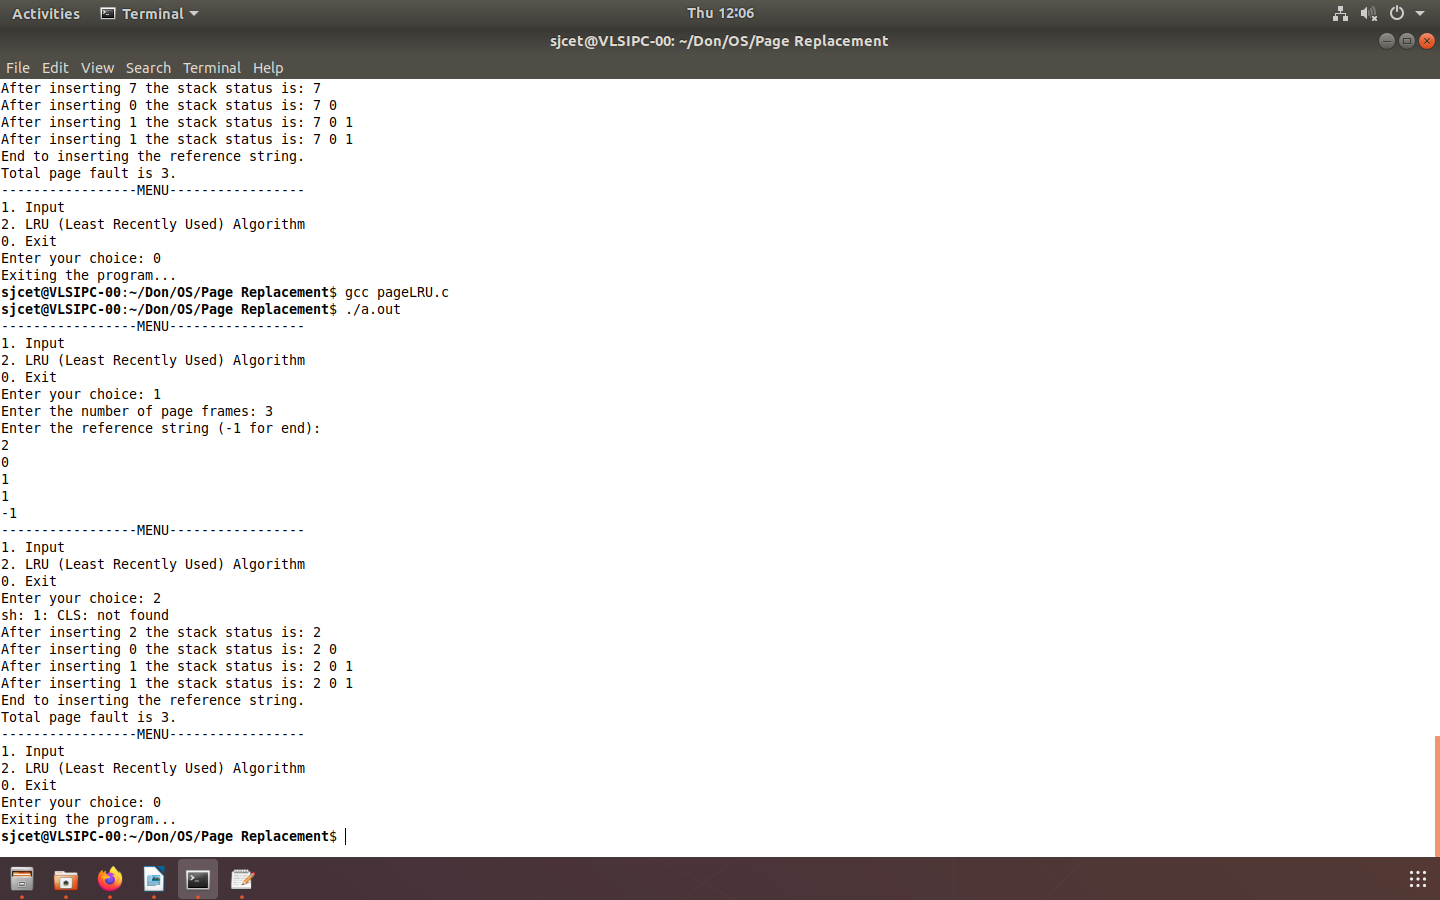 Activities Terminal Thu 12:06
sjcet@VLSIPC-00: ~/Don/OS/Page Replacement
File Edit View Search Terminal Help
After inserting 7 the stack status is: 7
After inserting 0 the stack status is: 7 0
After inserting 1 the stack status is: 7 0 1
After inserting 1 the stack status is: 7 0 1
End to inserting the reference string.
Total page fault is 3.
-----------------MENU-----------------
1. Input
2. LRU (Least Recently Used) Algorithm
0. Exit
Enter your choice: 0
Exiting the program...
sjcet@VLSIPC-00:~/Don/OS/Page Replacement$ gcc pageLRU.c
sjcet@VLSIPC-00:~/Don/OS/Page Replacement$ ./a.out
-----------------MENU-----------------
1. Input
2. LRU (Least Recently Used) Algorithm
0. Exit
Enter your choice: 1
Enter the number of page frames: 3
Enter the reference string (-1 for end):
2
0
1
1
-1
-----------------MENU-----------------
1. Input
2. LRU (Least Recently Used) Algorithm
0. Exit
Enter your choice: 2
sh: 1: CLS: not found
After inserting 2 the stack status is: 2
After inserting 0 the stack status is: 2 0
After inserting 1 the stack status is: 2 0 1
After inserting 1 the stack status is: 2 0 1
End to inserting the reference string.
Total page fault is 3.
-----------------MENU-----------------
1. Input
2. LRU (Least Recently Used) Algorithm
0. Exit
Enter your choice: 0
Exiting the program...
sjcet@VLSIPC-00:~/Don/OS/Page Replacement$